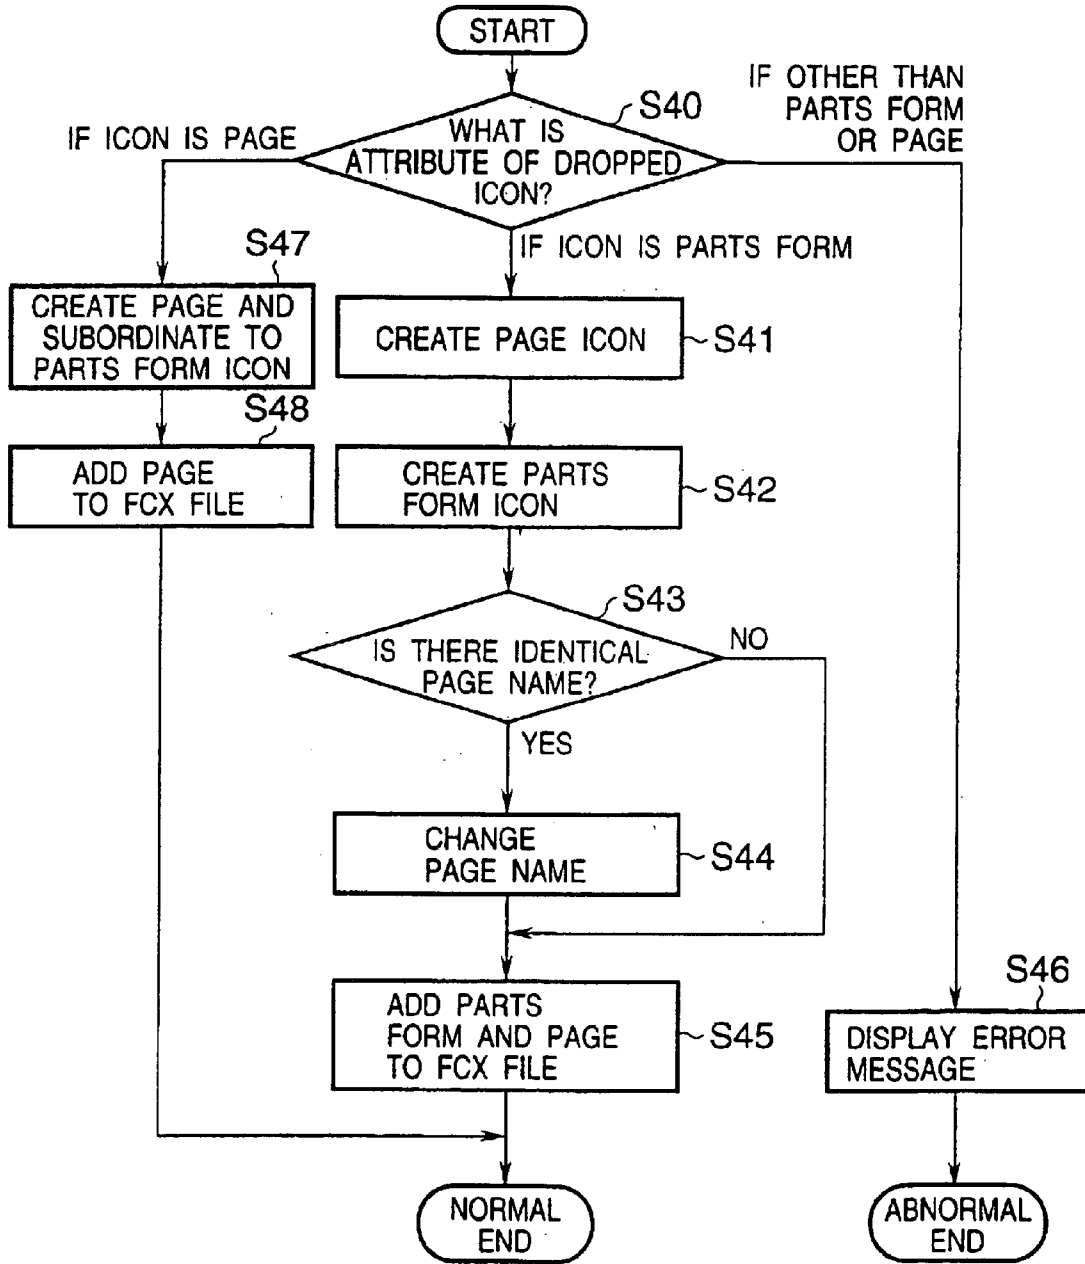 START
S40
IF OTHER THAN
PARTS FORM
OR PAGE
IF ICON IS PAGE
WHAT IS
ATTRIBUTE OF DROPPED
ICON?
IF ICON IS PARTS FORM
S47
CREATE PAGE AND
SUBORDINATE TO
PARTS FORM ICON
CREATE PAGE ICON
S41
S48
ADD PAGE
TO FCX FILE
CREATE PARTS
FORM ICON
S42
S43
IS THERE IDENTICAL
PAGE NAME?
NO
YES
CHANGE
PAGE NAME
S44
ADD PARTS
FORM AND PAGE
TO FCX FILE
S45
S46
DISPLAY ERROR
MESSAGE
NORMAL
END
ABNORMAL
END